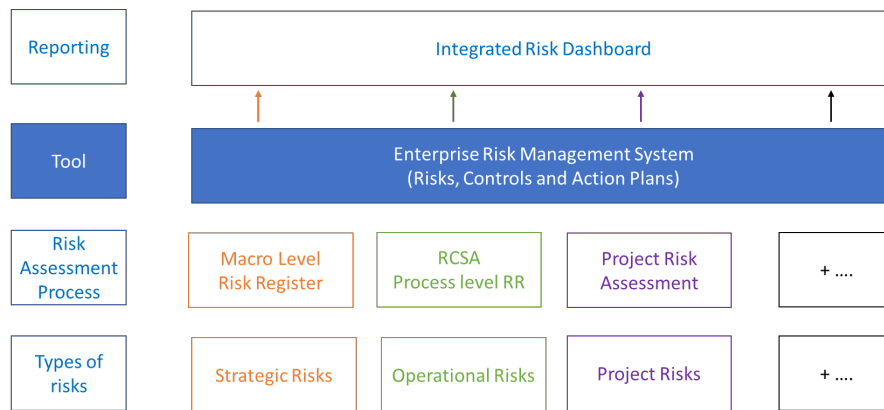 Reporting
Integrated Risk Dashboard
Tool
Enterprise Risk Management System
(Risks, Controls and Action Plans)
Risk
Assessment
Process
Macro Level
Risk Register
RCSA
Process level RR
Project Risk
Assessment
+ ....
Types of
risks
Strategic Risks
Operational Risks
Project Risks
+ ....